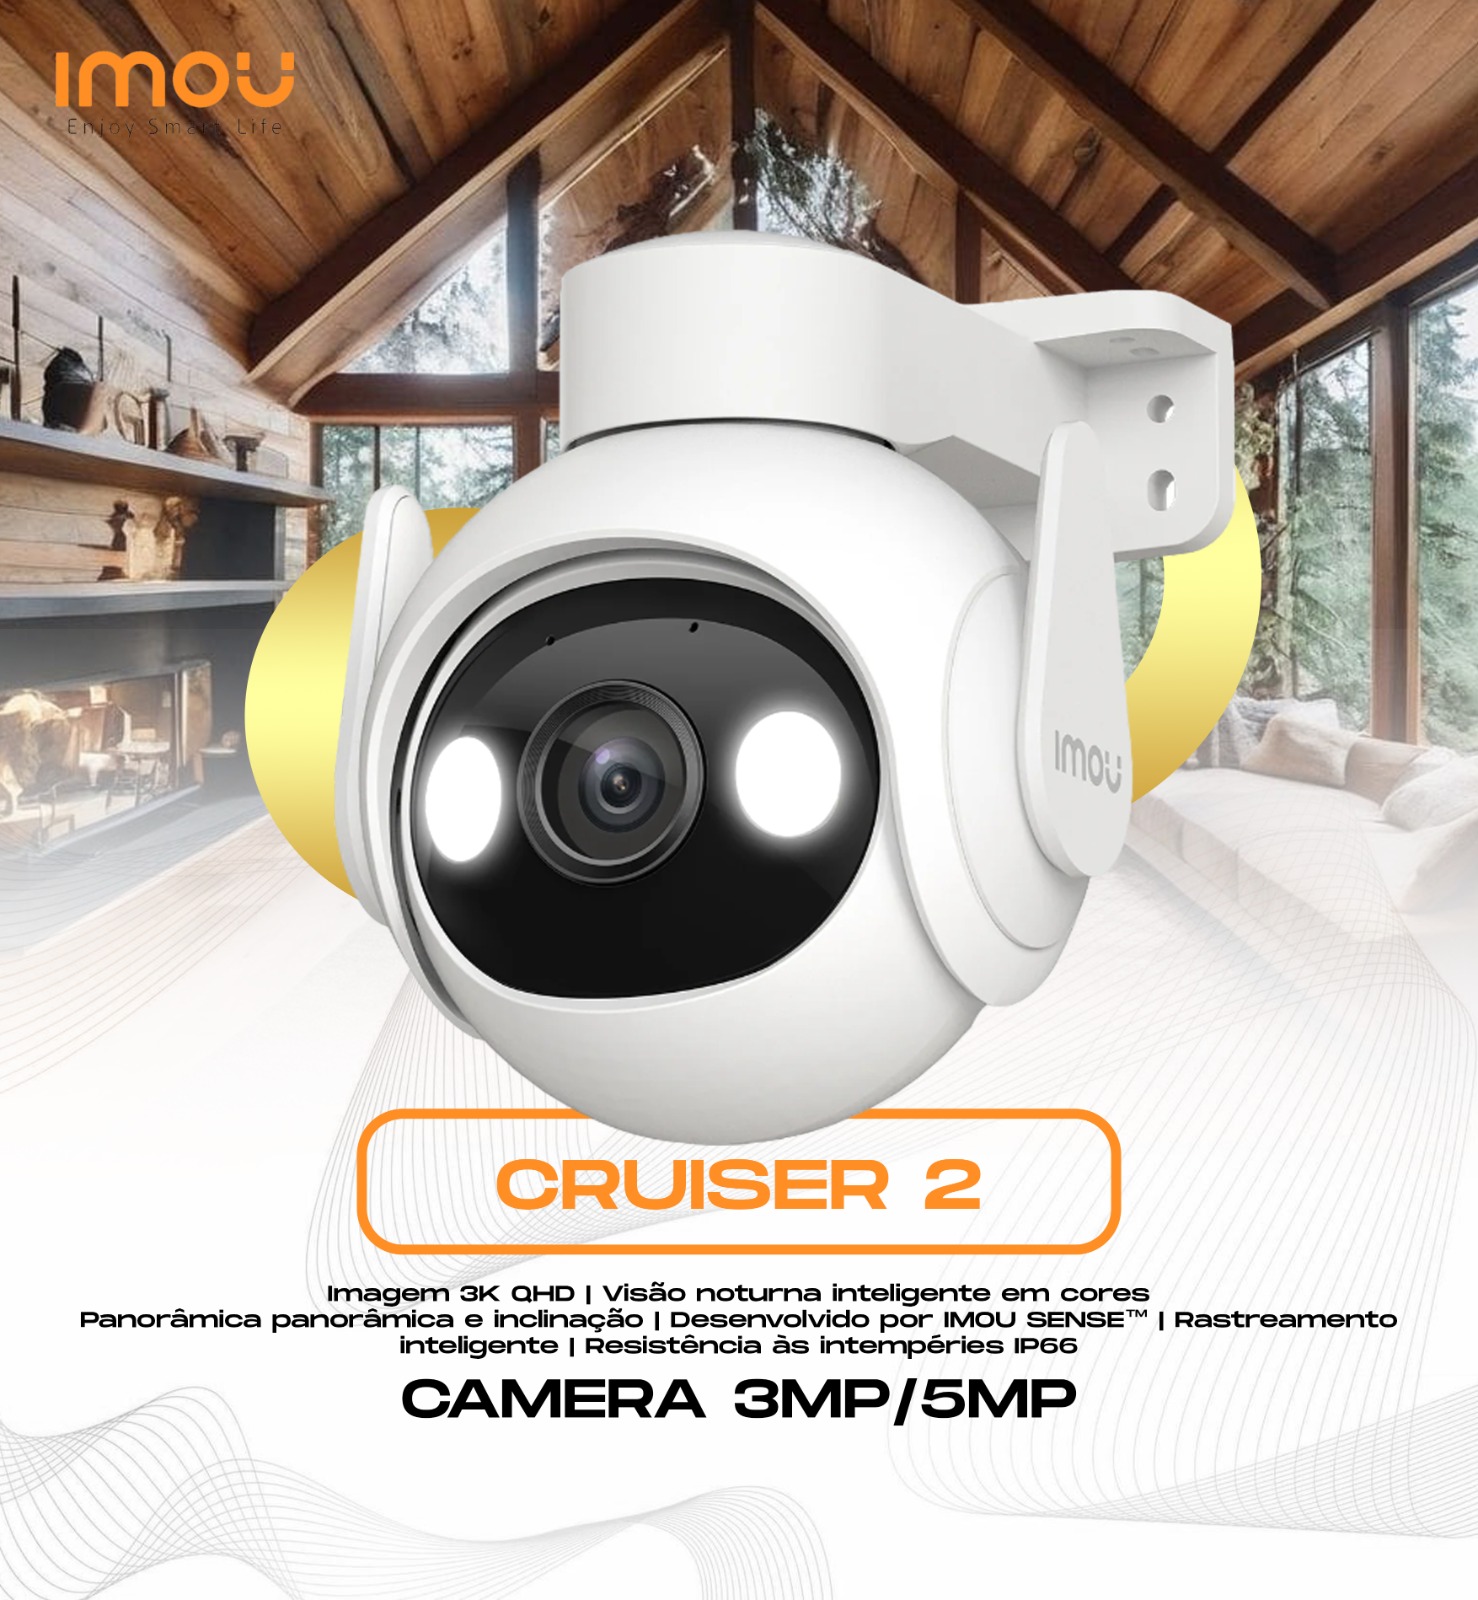 imou
Enjoy Smart Life
imou
CRUISER 2
Imagem 3K QHD | Visão noturna inteligente em cores
Panorâmica panorâmica e inclinação | Desenvolvido por IMOU SENSE™ | Rastreamento
inteligente | Resistência às intempéries IP66
CAMERA 3MP/5MP